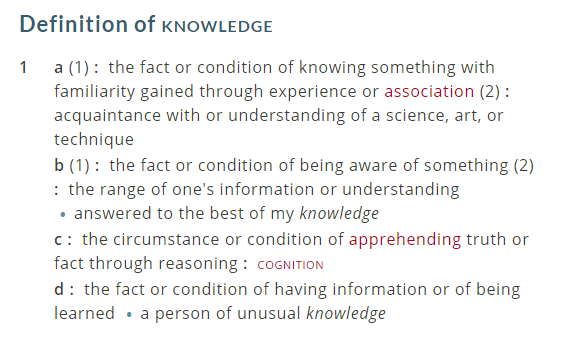 Definition of KNOWLEDGE
1 a (1) : the fact or condition of knowing something with
familiarity gained through experience or association (2) :
acquaintance with or understanding of a science, art, or
technique
b (1) : the fact or condition of being aware of something (2)
: the range of one's information or understanding
• answered to the best of my knowledge
c : the circumstance or condition of apprehending truth or
fact through reasoning : COGNITION
d : the fact or condition of having information or of being
learned • a person of unusual knowledge